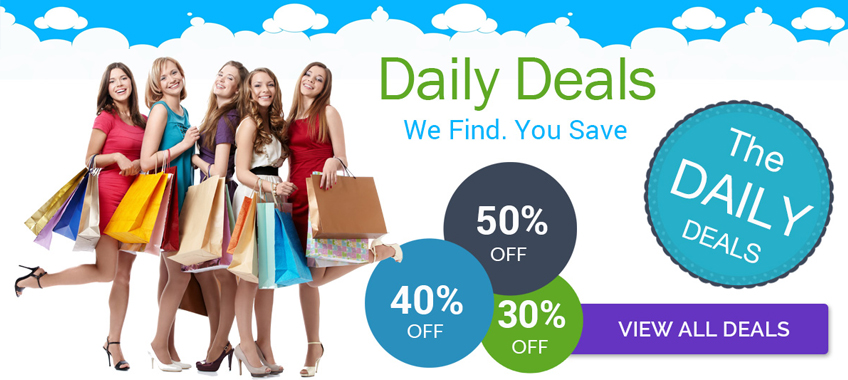 Daily Deals
We Find. You Save
The
DAILY
DEALS
50%
OFF
40%
OFF
30%
OFF
VIEW ALL DEALS